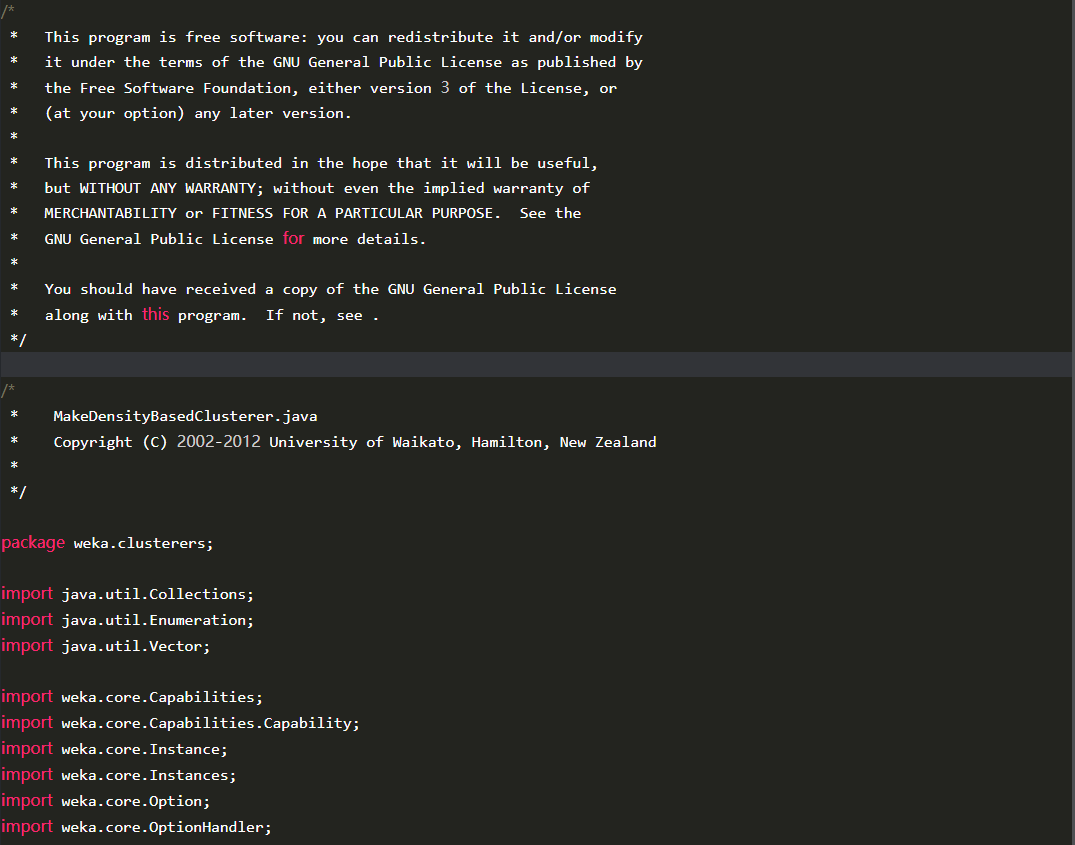 /*
 *   This program is free software: you can redistribute it and/or modify
 *   it under the terms of the GNU General Public License as published by
 *   the Free Software Foundation, either version 3 of the License, or
 *   (at your option) any later version.
 *
 *   This program is distributed in the hope that it will be useful,
 *   but WITHOUT ANY WARRANTY; without even the implied warranty of
 *   MERCHANTABILITY or FITNESS FOR A PARTICULAR PURPOSE.  See the
 *   GNU General Public License for more details.
 *
 *   You should have received a copy of the GNU General Public License
 *   along with this program.  If not, see .
 */
/*
 *    MakeDensityBasedClusterer.java
 *    Copyright (C) 2002-2012 University of Waikato, Hamilton, New Zealand
 *
 */
package weka.clusterers;
import java.util.Collections;
import java.util.Enumeration;
import java.util.Vector;
import weka.core.Capabilities;
import weka.core.Capabilities.Capability;
import weka.core.Instance;
import weka.core.Instances;
import weka.core.Option;
import weka.core.OptionHandler;